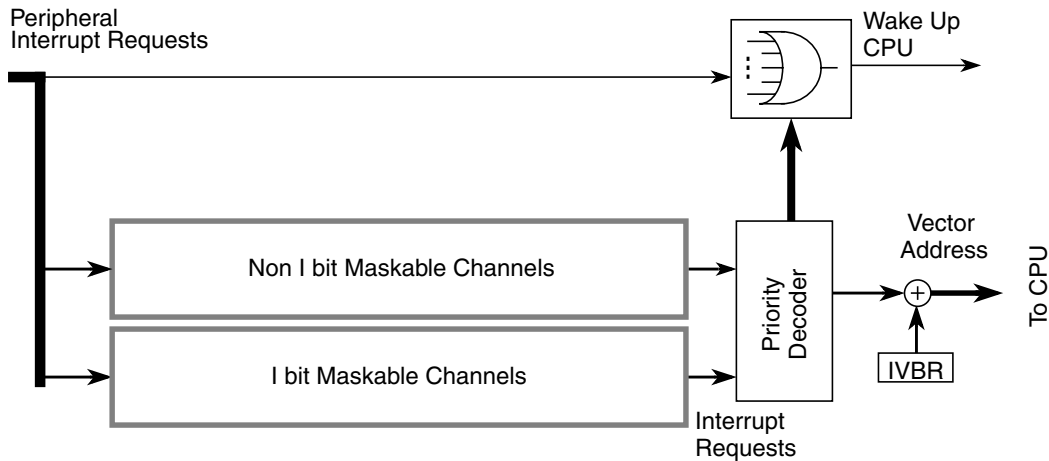 Peripheral
Interrupt Requests
Wake Up
CPU
Non I bit Maskable Channels
I bit Maskable Channels
Priority
Decoder
Interrupt
Requests
Vector
Address
+
IVBR
To CPU